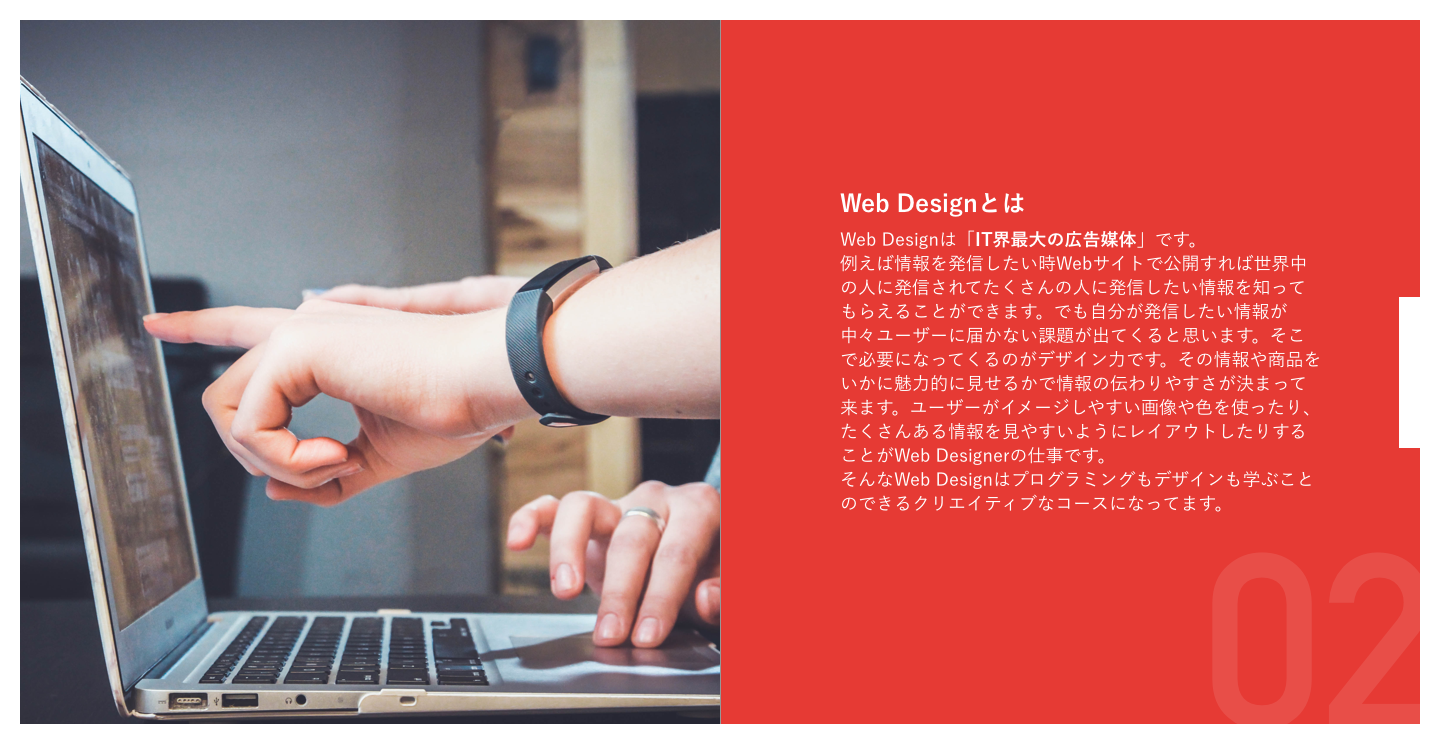 Web Designとは
Web Designは「IT界最大の広告媒体」です。
例えば情報を発信したい時Webサイトで公開すれば世界中
の人に発信されてたくさんの人に発信したい情報を知って
もらえることができます。でも自分が発信したい情報が
中々ユーザーに届かない課題が出てくると思います。そこ
で必要になってくるのがデザイン力です。その情報や商品を
いかに魅力的に見せるかで情報の伝わりやすさが決まって
来ます。ユーザーがイメージしやすい画像や色を使ったり、
たくさんある情報を見やすいようにレイアウトしたりする
ことがWeb Designerの仕事です。
そんなWeb Designはプログラミングもデザインも学ぶこと
のできるクリエイティブなコースになってます。
02